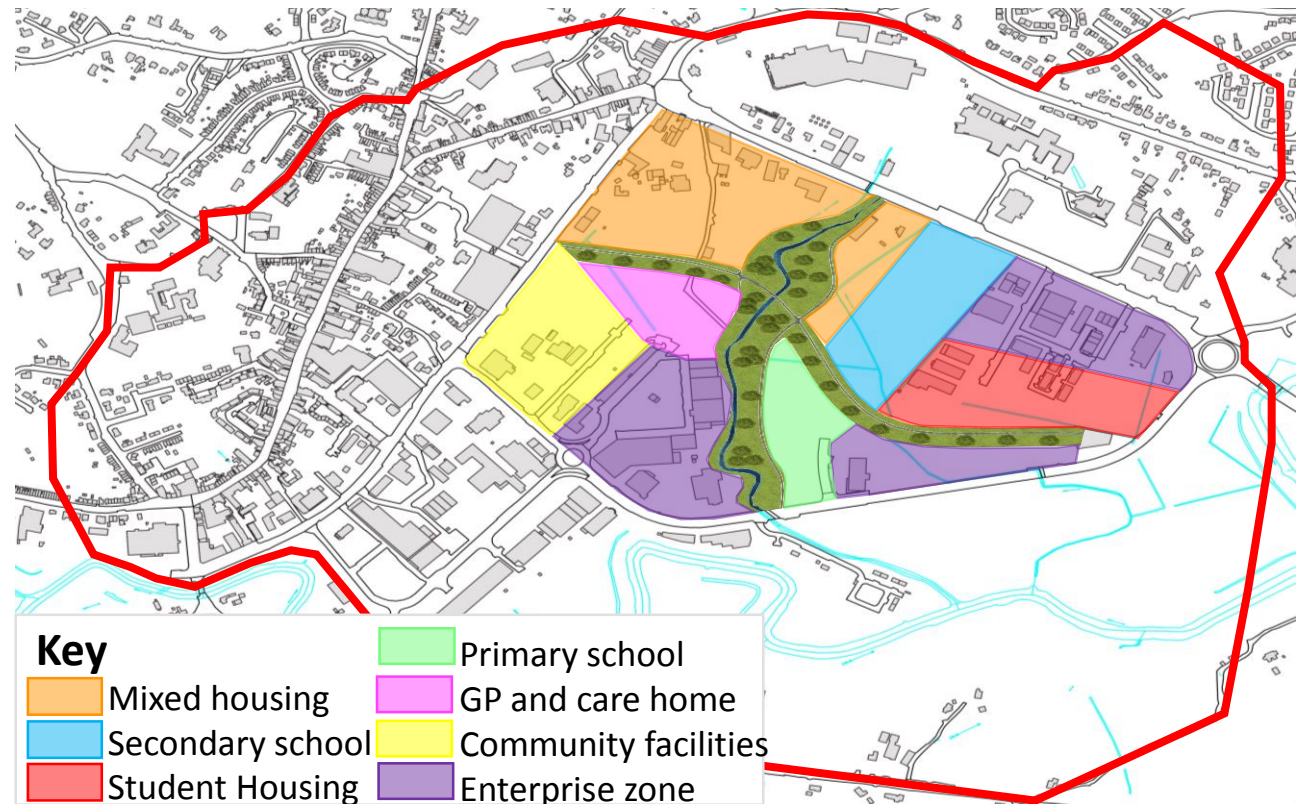 Key
Mixed housing
Secondary school
Student Housing
Primary school
GP and care home
Community facilities
Enterprise zone